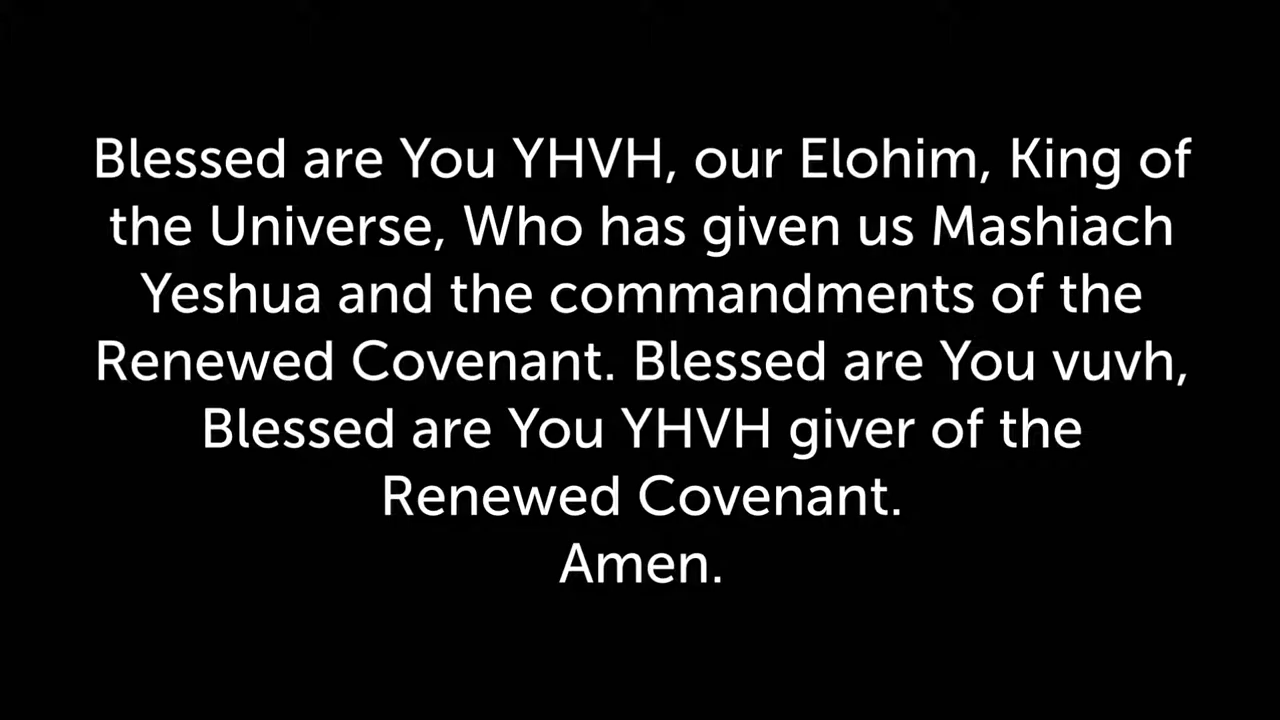 Blessed are You YHVH, our Elohim, King of
the Universe, Who has given us Mashiach
Yeshua and the commandments of the
Renewed Covenant. Blessed are You vuvh,
Blessed are You YHVH giver of the
Renewed Covenant.
Amen.